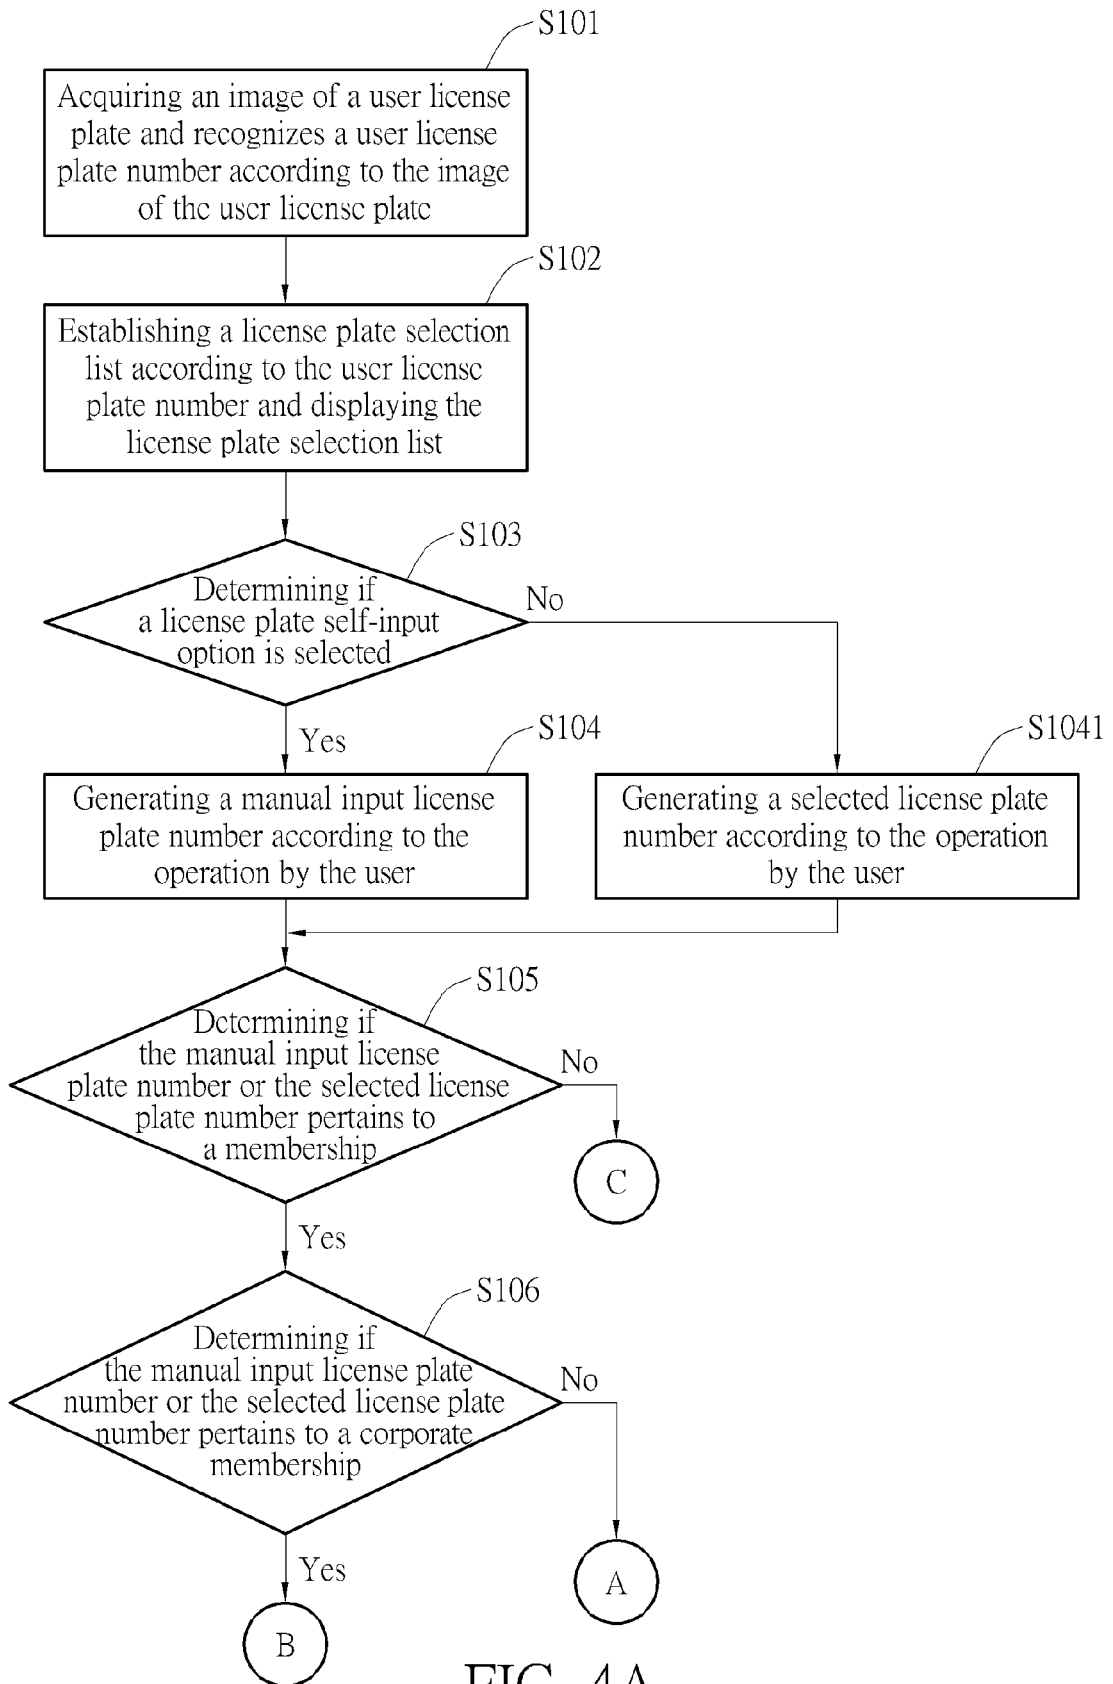 S101
Acquiring an image of a user license
plate and recognizes a user license
plate number according to the image
of the user license plate
S102
Establishing a license plate selection
list according to the user license
plate number and displaying the
license plate selection list
S103
Determining if
a license plate self-input
option is selected
No
Yes
S104
Generating a manual input license
plate number according to the
operation by the user
S1041
Generating a selected license plate
number according to the operation
by the user
S105
Determining if
the manual input license
plate number or the selected license
plate number pertains to
a membership
No
C
Yes
S106
Determining if
the manual input license plate
number or the selected license plate
number pertains to a corporate
membership
No
A
Yes
B
FIG. 4A